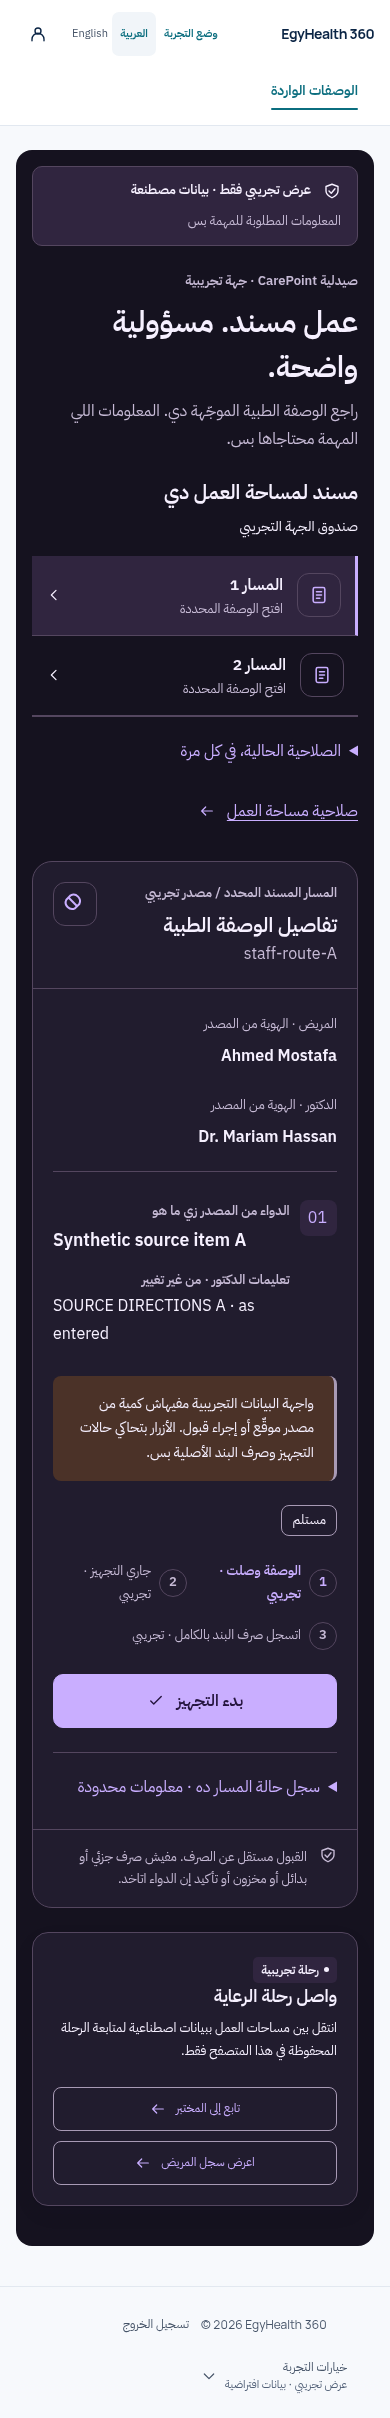 EgyHealth 360
وضع التجربة
العربية
English
الوصفات الواردة
عرض تجريبي فقط · بيانات مصطنعة
المعلومات المطلوبة للمهمة بس
صيدلية CarePoint · جهة تجريبية
عمل مسند. مسؤولية
واضحة.
راجع الوصفة الطبية الموجّهة دي. المعلومات اللي
المهمة محتاجاها بس.
مسند لمساحة العمل دي
صندوق الجهة التجريبي
المسار 1
افتح الوصفة المحددة
المسار 2
افتح الوصفة المحددة
الصلاحية الحالية، في كل مرة
صلاحية مساحة العمل
المسار المسند المحدد / مصدر تجريبي
تفاصيل الوصفة الطبية
staff-route-A
المريض · الهوية من المصدر
Ahmed Mostafa
الدكتور · الهوية من المصدر
Dr. Mariam Hassan
01
الدواء من المصدر زي ما هو
Synthetic source item A
تعليمات الدكتور · من غير تغيير
SOURCE DIRECTIONS A · as
entered
واجهة البيانات التجريبية مفيهاش كمية من
مصدر موقّع أو إجراء قبول. الأزرار بتحاكي حالات
التجهيز وصرف البند الأصلية بس.
مستلم
1
الوصفة وصلت ·
تجريبي
2
جاري التجهيز ·
تجريبي
3
اتسجل صرف البند بالكامل · تجريبي
بدء التجهيز
سجل حالة المسار ده · معلومات محدودة
القبول مستقل عن الصرف. مفيش صرف جزئي أو
بدائل أو مخزون أو تأكيد إن الدواء اتاخد.
رحلة تجريبية
واصل رحلة الرعاية
انتقل بين مساحات العمل ببيانات اصطناعية لمتابعة الرحلة
المحفوظة في هذا المتصفح فقط.
تابع إلى المختبر
اعرض سجل المريض
© 2026 EgyHealth 360
تسجيل الخروج
خيارات التجربة
عرض تجريبي · بيانات افتراضية